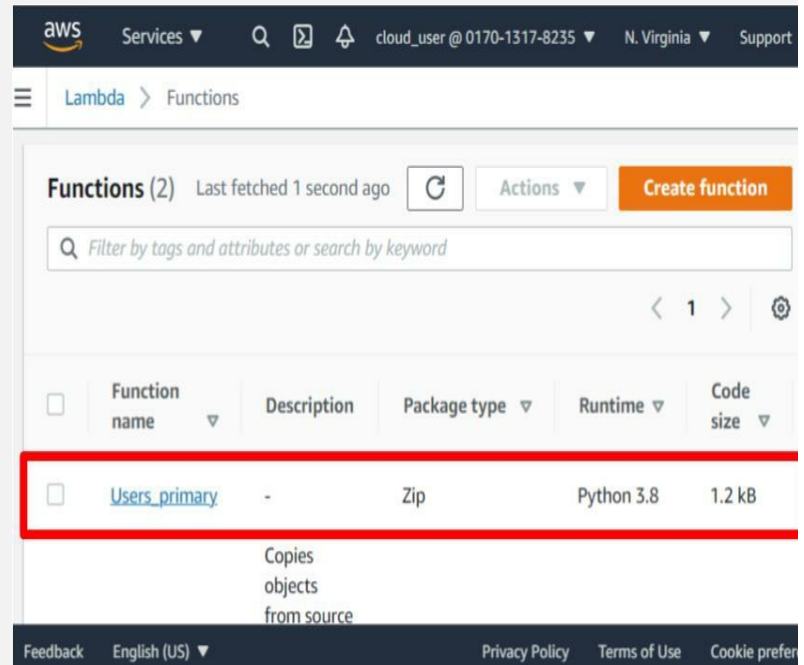 aws Services ▼ cloud_user @ 0170-1317-8235 ▼ N. Virginia ▼ Support
Lambda > Functions
Functions (2) Last fetched 1 second ago Actions ▼ Create function
Filter by tags and attributes or search by keyword
< 1 >
Function name Description Package type Runtime Code size
Users_primary - Zip Python 3.8 1.2 kB
Copies
objects
from source
Feedback English (US) ▼ Privacy Policy Terms of Use Cookie prefer